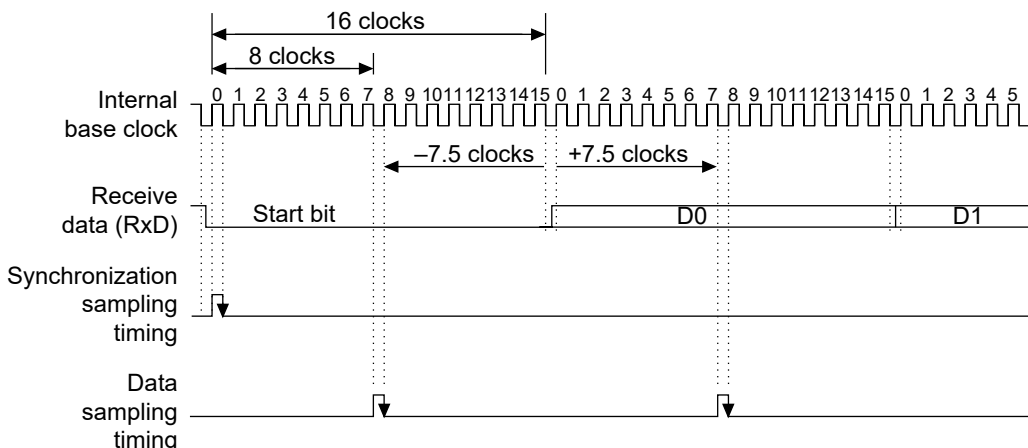 16 clocks
8 clocks
Internal
base clock
0 1 2 3 4 5 6 7 8 9 10 11 12 13 14 15 0 1 2 3 4 5 6 7 8 9 10 11 12 13 14 15 0 1 2 3 4 5
–7.5 clocks +7.5 clocks
Receive
data (RxD)
Start bit D0 D1
Synchronization
sampling
timing
Data
sampling
timing